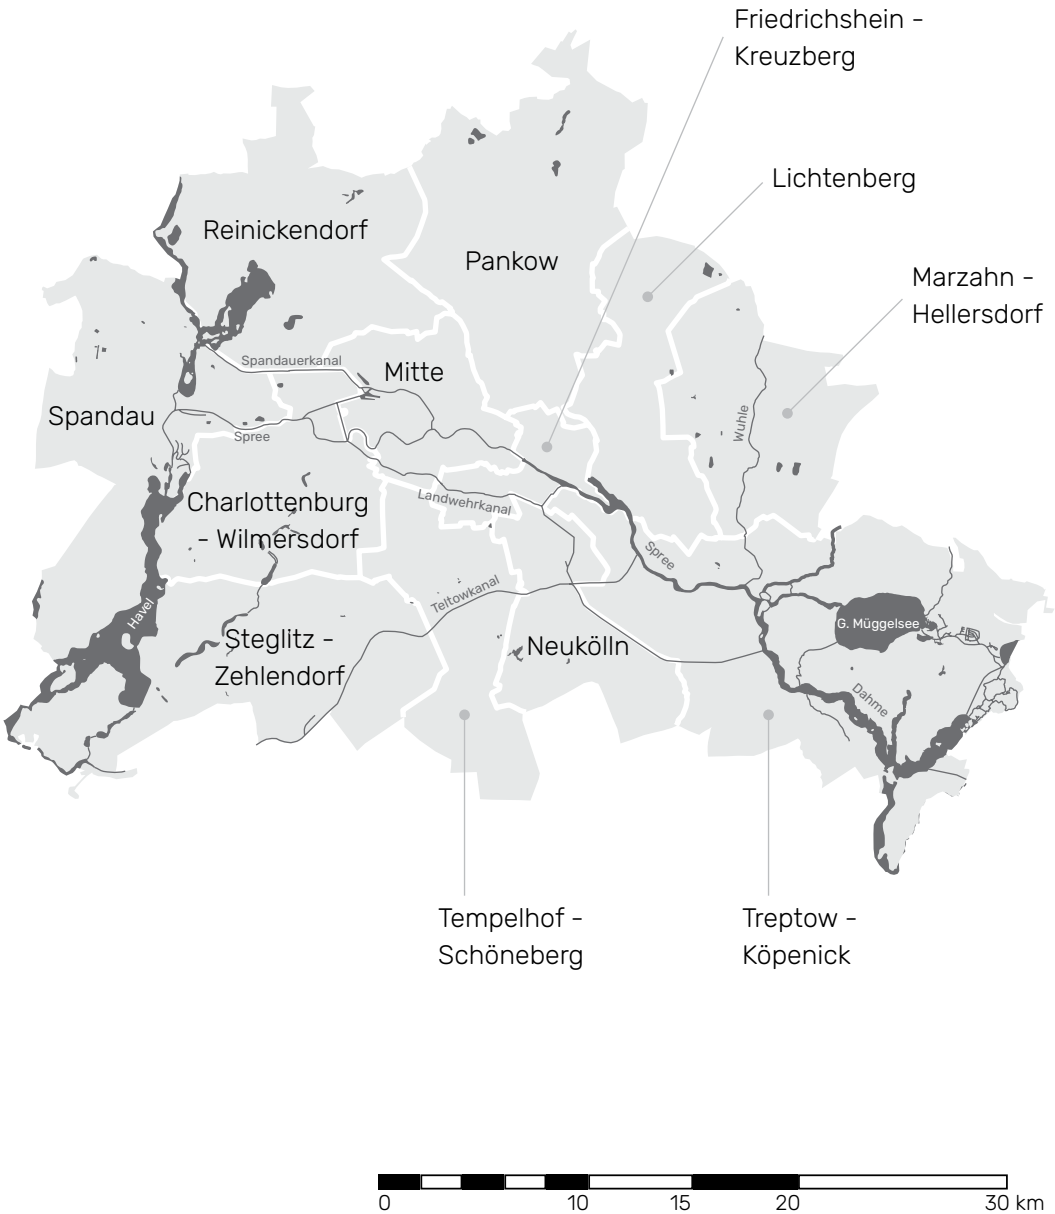 Friedrichshein -
Kreuzberg
Lichtenberg
Reinickendorf
Pankow
Marzahn -
Hellersdorf
Spandauerkanal
Mitte
Spandau
Spree
Wuhle
Charlottenburg
- Wilmersdorf
Landwehrkanal
Spree
Teltowkanal
Havel
G. Müggelsee
Steglitz -
Zehlendorf
Neukölln
Dahme
Tempelhof -
Schöneberg
Treptow -
Köpenick
0 10 15 20 30 km